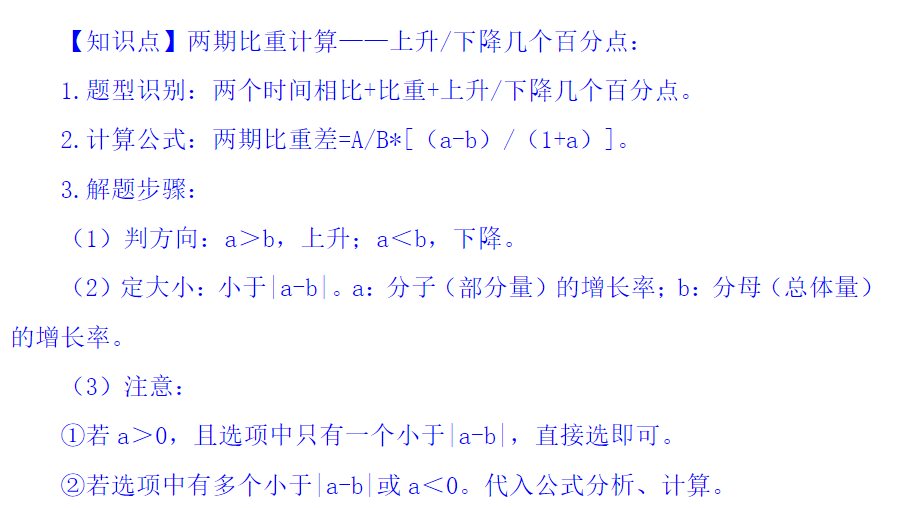 【知识点】两期比重计算——上升/下降几个百分点：
1.题型识别：两个时间相比+比重+上升/下降几个百分点。
2.计算公式：两期比重差=A/B*[（a-b）/（1+a）]。
3.解题步骤：
（1）判方向：a＞b，上升；a＜b，下降。
（2）定大小：小于|a-b|。a：分子（部分量）的增长率；b：分母（总体量）
的增长率。
（3）注意：
①若 a＞0，且选项中只有一个小于|a-b|，直接选即可。
②若选项中有多个小于|a-b|或 a＜0。代入公式分析、计算。